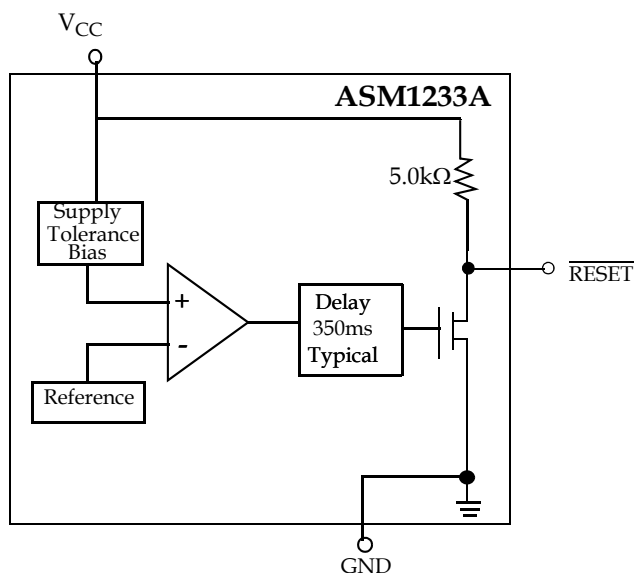 VCC
ASM1233A
5.0kΩ
Supply
Tolerance
Bias
+
-
Reference
Delay
350ms
Typical
RESET
GND